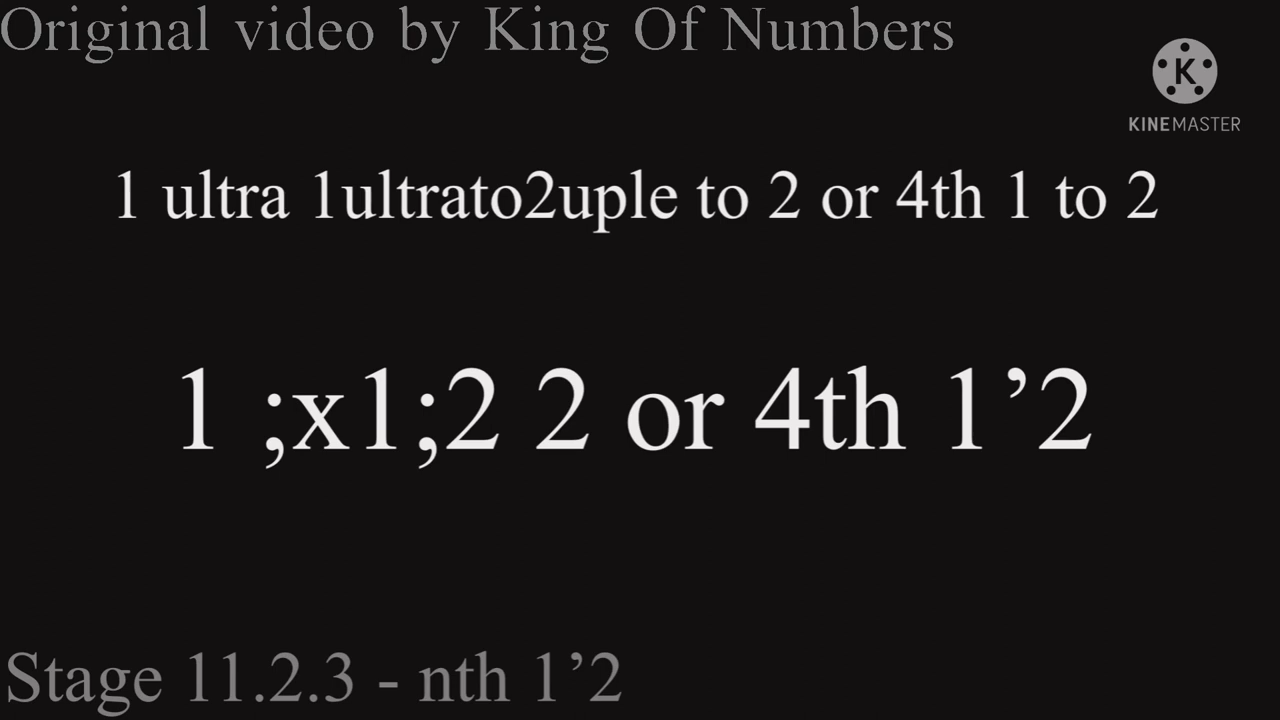 Original video by King Of Numbers
K
KINEMASTER
1 ultra 1ultrato2uple to 2 or 4th 1 to 2
1 ;x1;2 2 or 4th 1’2
Stage 11.2.3 - nth 1’2